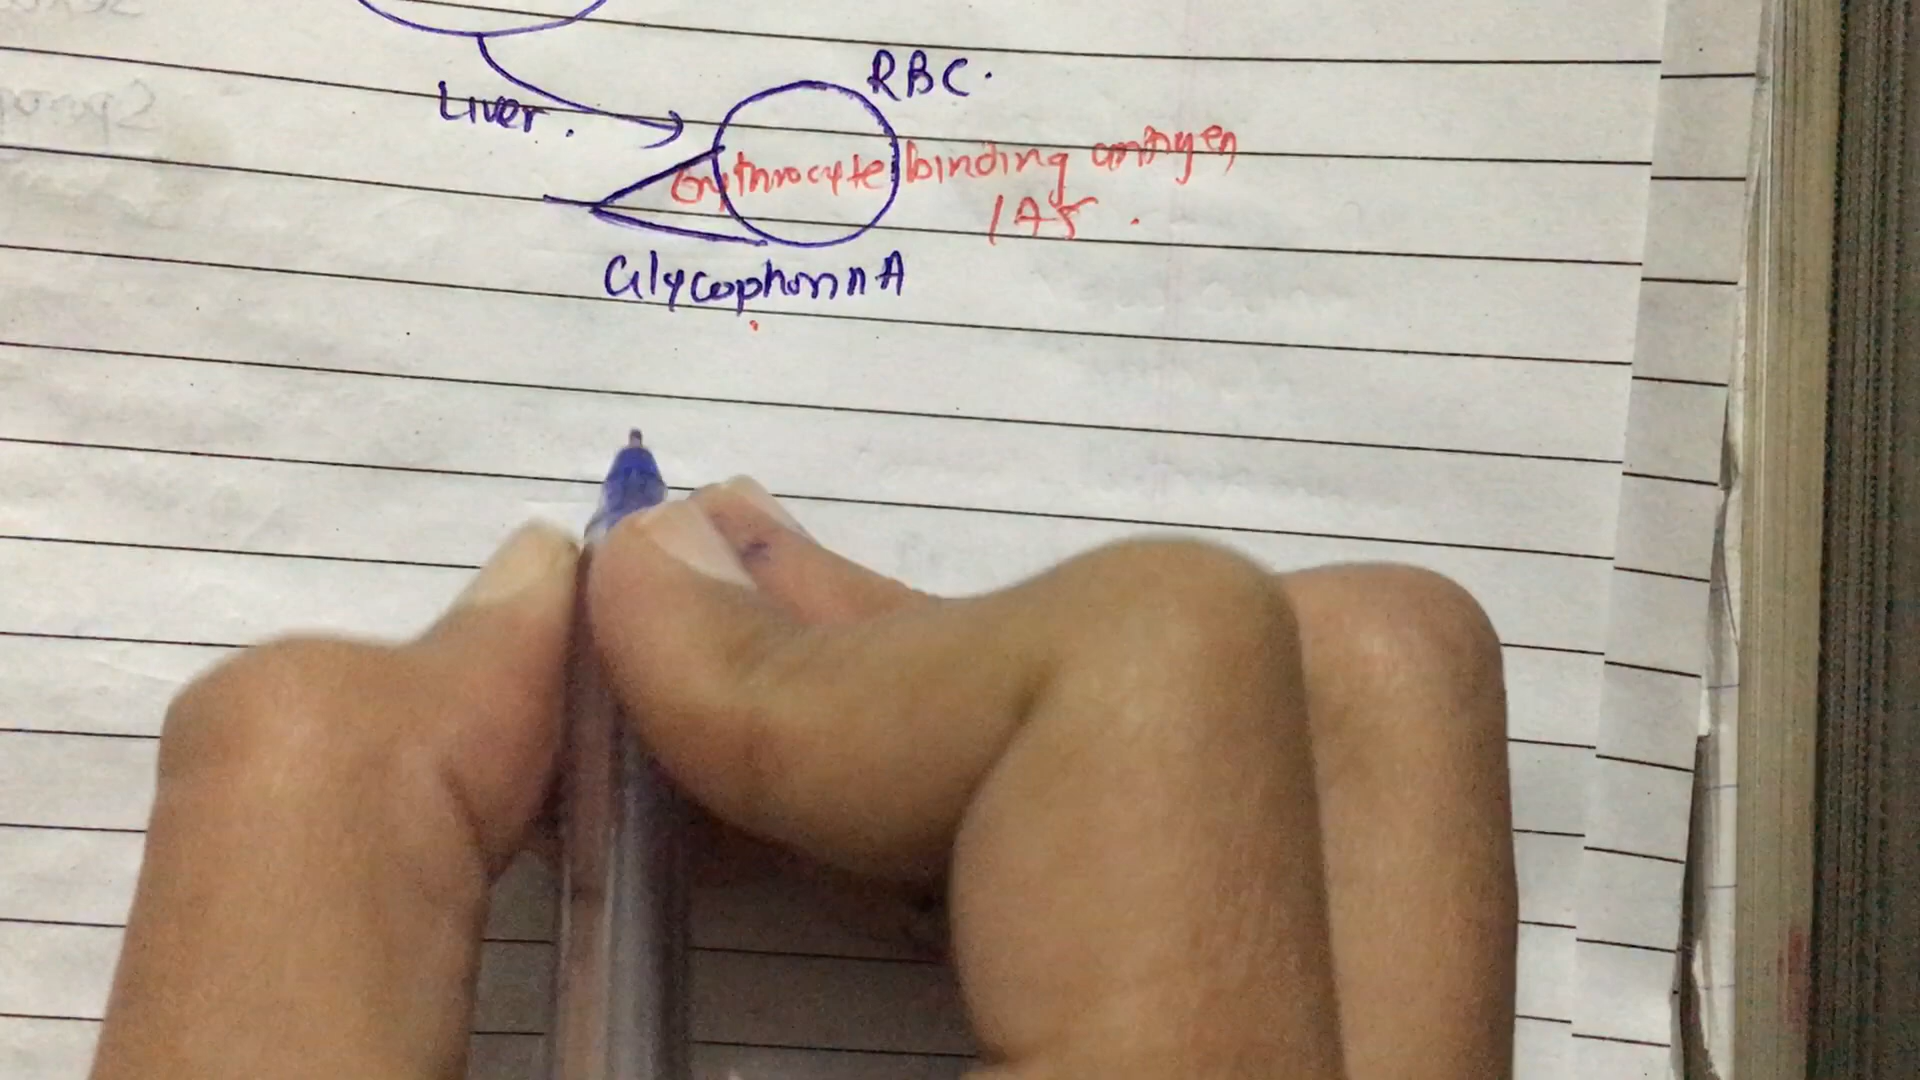 RBC.
Liver.
Erythrocyte binding antigen
175.
Glycophorin A